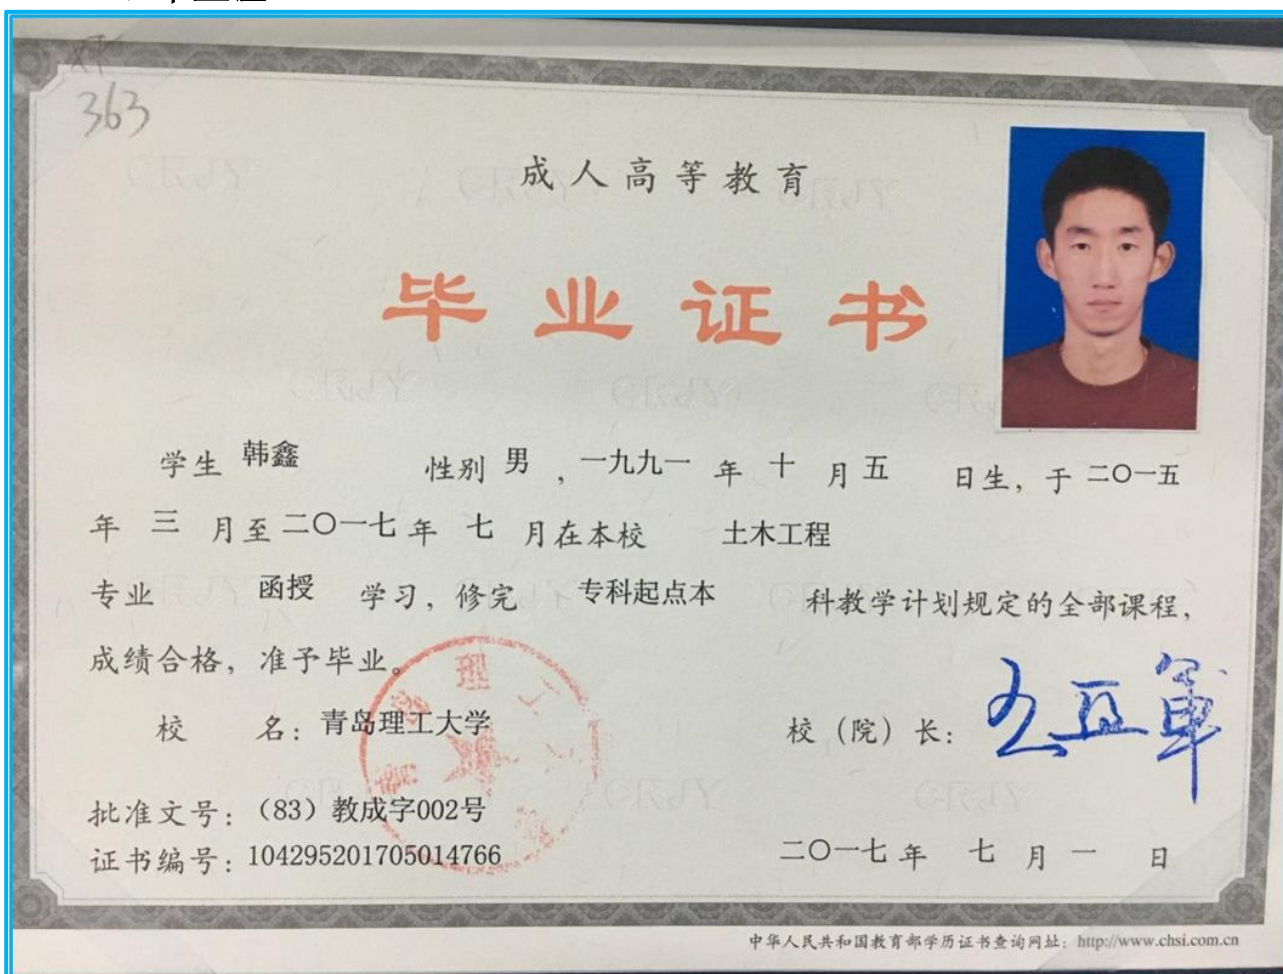 363
成人高等教育
毕业证书
学生 韩鑫 性别 男 ,一九九一 年 十 月 五 日生,于 二〇一五
年 三 月至 二〇一七 年 七 月在本校 土木工程
专业 函授 学习,修完 专科起点本 科教学计划规定的全部课程,
成绩合格,准予毕业。
校 名:青岛理工大学 校(院)长:
批准文号:(83)教成字002号
证书编号:104295201705014766 二〇一七 年 七 月 一 日
中华人民共和国教育部学历证书查询网址:http://www.chsi.com.cn